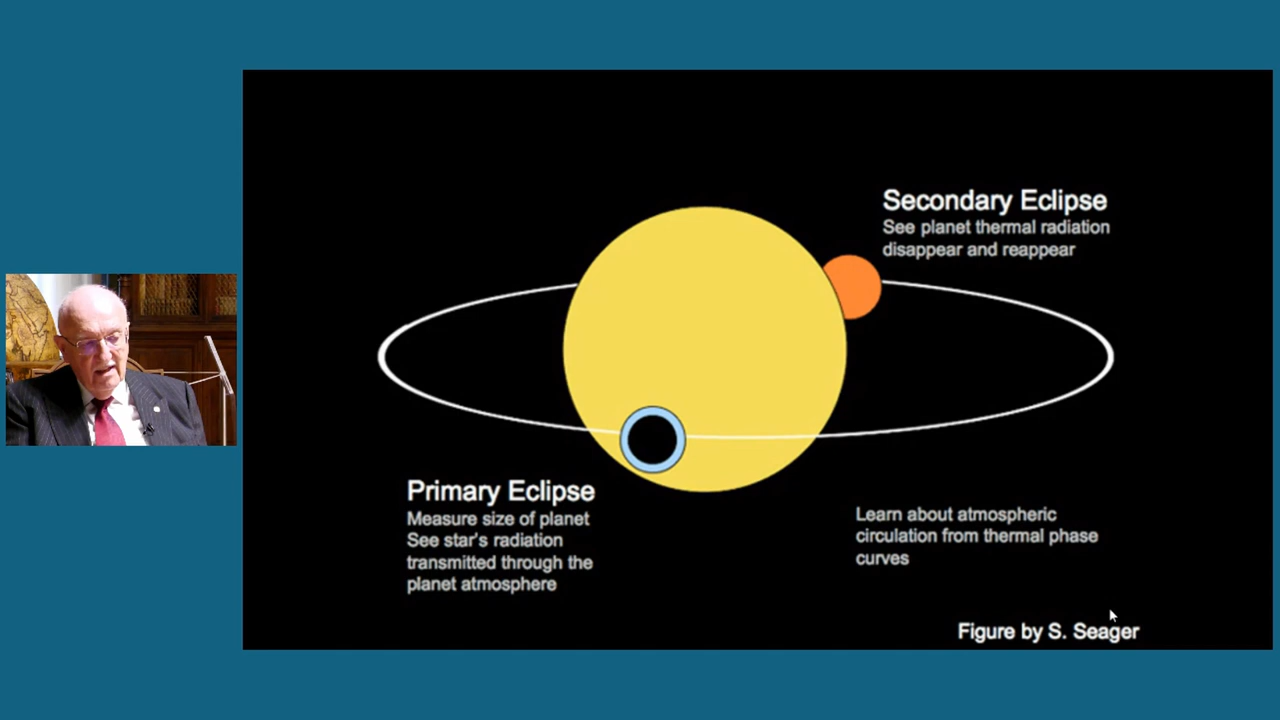 Secondary Eclipse
See planet thermal radiation
disappear and reappear
Primary Eclipse
Measure size of planet
See star's radiation
transmitted through the
planet atmosphere
Learn about atmospheric
circulation from thermal phase
curves
Figure by S. Seager